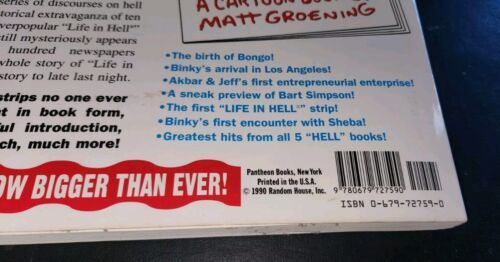 series of discourses on hell
torical extravaganza of ten
verpopular "Life in Hell"®
still mysteriously appears
hundred newspapers
whole story of "Life in
story to late last night.
strips no one ever
t in book form,
ful introduction,
ch, much more!
OW BIGGER THAN EVER!
A CARTOON BOOK
MATT GROENING
•The birth of Bongo!
•Binky's arrival in Los Angeles!
•Akbar & Jeff's first entrepreneurial enterprise!
•A sneak preview of Bart Simpson!
•The first "LIFE IN HELL®" strip!
•Binky's first encounter with Sheba!
•Greatest hits from all 5 "HELL" books!
Pantheon Books, New York
Printed in the U.S.A.
© 1990 Random House, Inc.
9 780679 727590
ISBN 0-679-72759-0